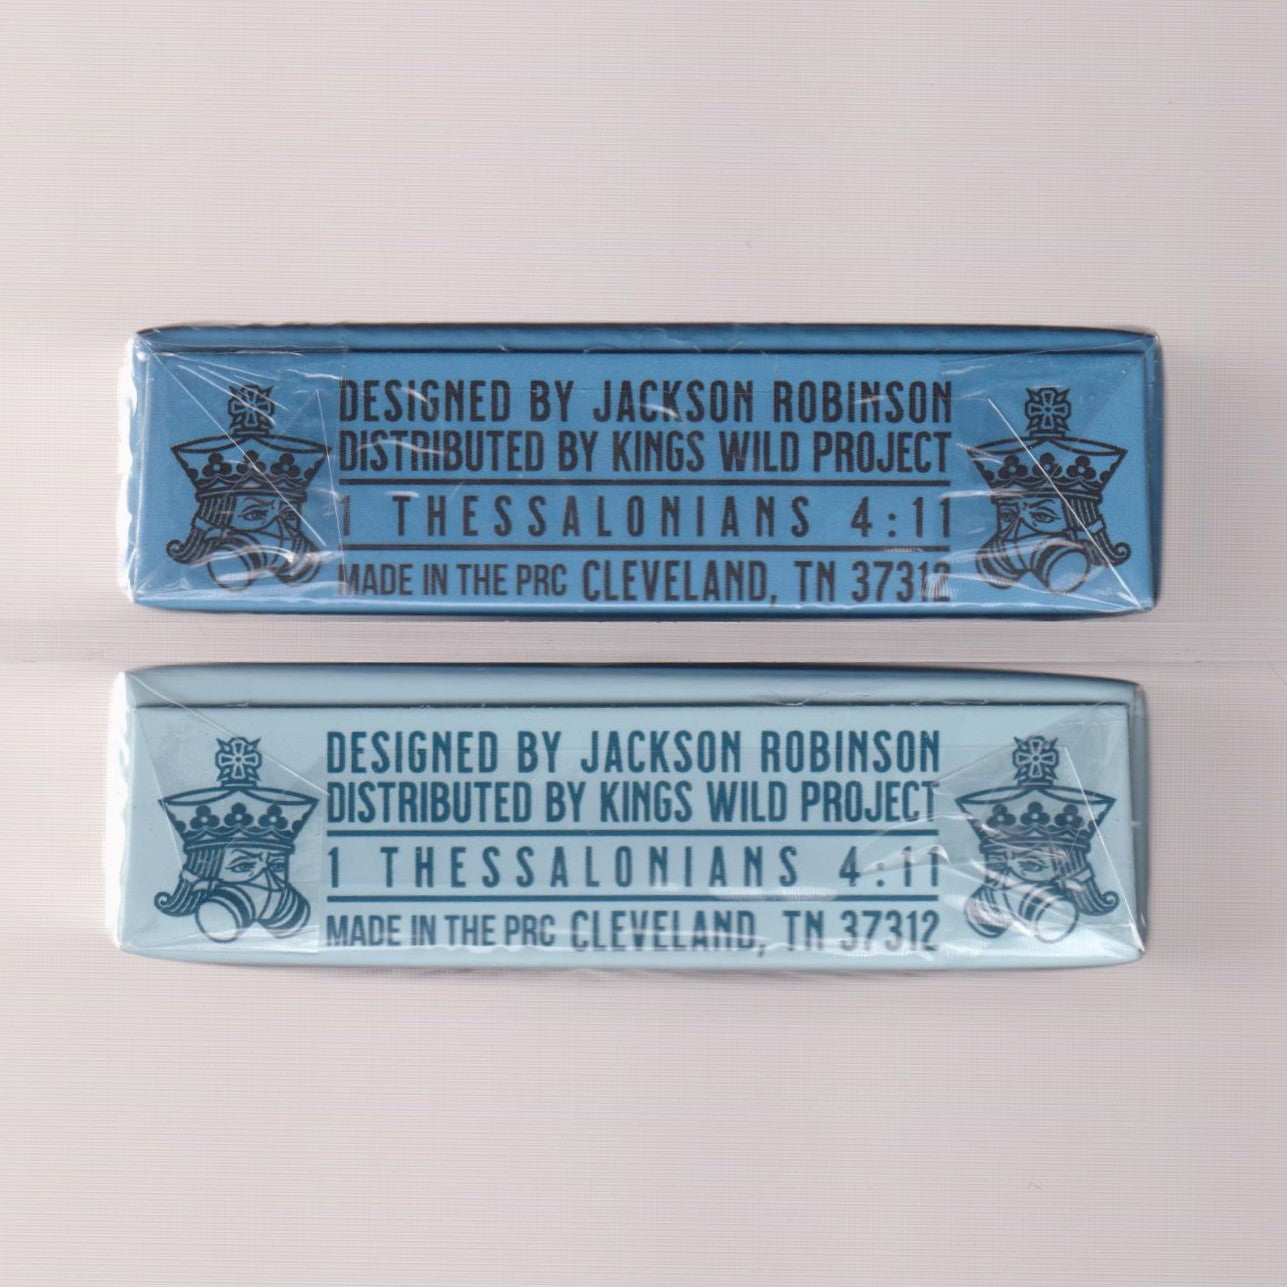 DESIGNED BY JACKSON ROBINSON
DISTRIBUTED BY KINGS WILD PROJECT
1 THESSALONIANS 4:11
MADE IN THE PRC CLEVELAND, TN 37312
DESIGNED BY JACKSON ROBINSON
DISTRIBUTED BY KINGS WILD PROJECT
1 THESSALONIANS 4:11
MADE IN THE PRC CLEVELAND, TN 37312